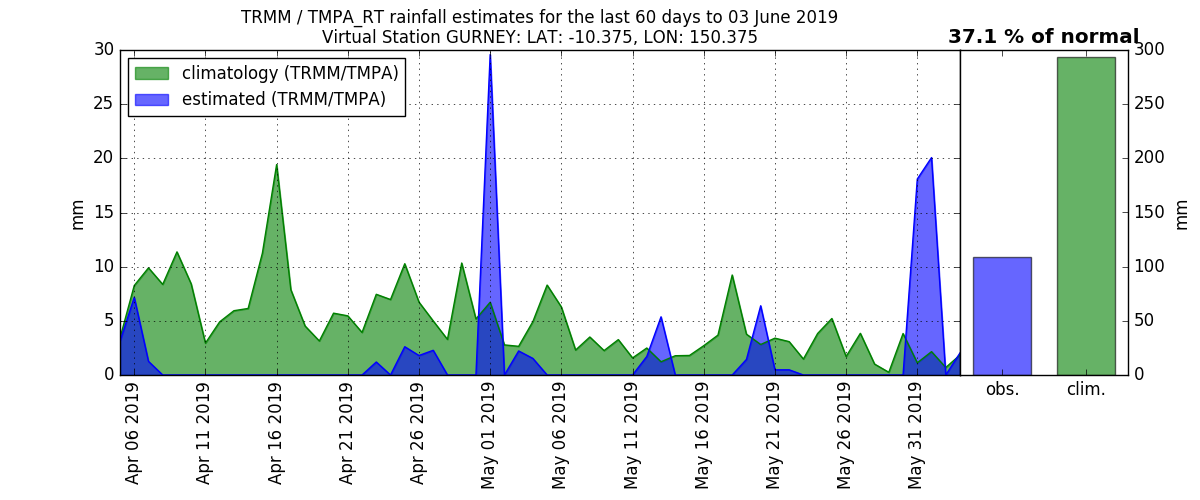 TRMM / TMPA_RT rainfall estimates for the last 60 days to 03 June 2019
Virtual Station GURNEY: LAT: -10.375, LON: 150.375
37.1 % of normal
climatology (TRMM/TMPA)
estimated (TRMM/TMPA)
30
25
20
15
10
5
0
mm
Apr 06 2019
Apr 11 2019
Apr 16 2019
Apr 21 2019
Apr 26 2019
May 01 2019
May 06 2019
May 11 2019
May 16 2019
May 21 2019
May 26 2019
May 31 2019
obs.
clim.
300
250
200
150
100
50
0
mm